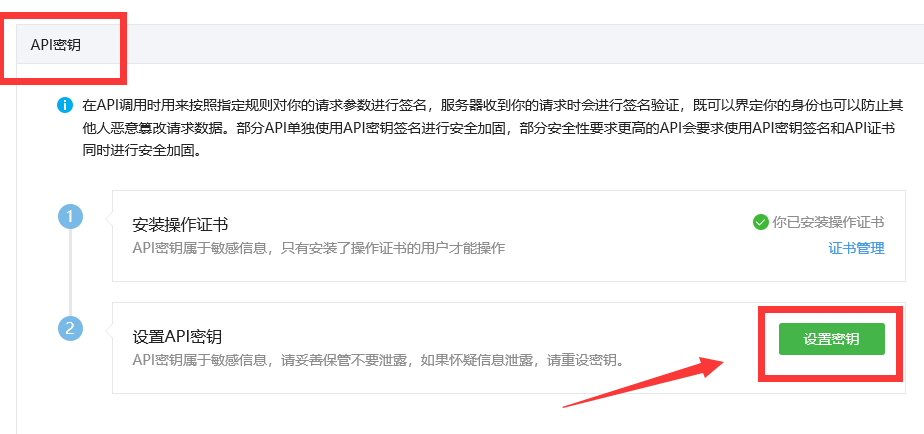 API密钥
在API调用时用来按照指定规则对你的请求参数进行签名，服务器收到你的请求时会进行签名验证，既可以界定你的身份也可以防止其
他人恶意篡改请求数据。部分API单独使用API密钥签名进行安全加固，部分安全性要求更高的API会要求使用API密钥签名和API证书
同时进行安全加固。
1
安装操作证书
你已安装操作证书
API密钥属于敏感信息，只有安装了操作证书的用户才能操作
证书管理
2
设置API密钥
设置密钥
API密钥属于敏感信息，请妥善保管不要泄露，如果怀疑信息泄露，请重设密钥。